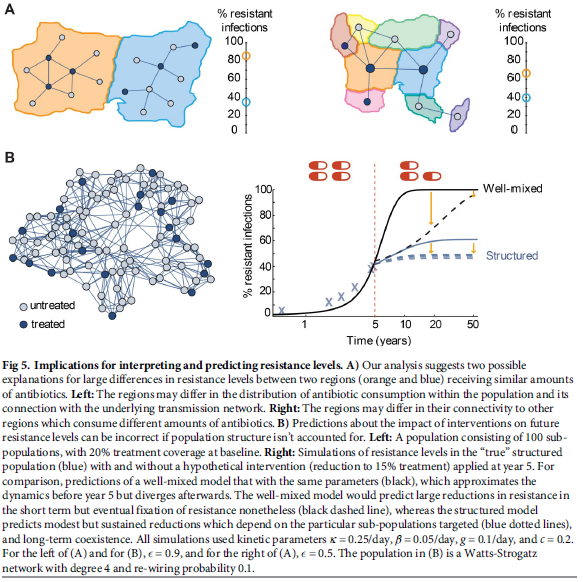 A
% resistant
infections
100
80
60
40
20
0
% resistant
infections
100
80
60
40
20
0
B
untreated
treated
% resistant infections
100
80
60
40
20
0
1
5
10
20
50
Time (years)
Well-mixed
Structured
Fig 5. Implications for interpreting and predicting resistance levels. A) Our analysis suggests two possible
explanations for large differences in resistance levels between two regions (orange and blue) receiving similar amounts
of antibiotics. Left: The regions may differ in the distribution of antibiotic consumption within the population and its
connection with the underlying transmission network. Right: The regions may differ in their connectivity to other
regions which consume different amounts of antibiotics. B) Predictions about the impact of interventions on future
resistance levels can be incorrect if population structure isn't accounted for. Left: A population consisting of 100 sub-
populations, with 20% treatment coverage at baseline. Right: Simulations of resistance levels in the "true" structured
population (blue) with and without a hypothetical intervention (reduction to 15% treatment) applied at year 5. For
comparison, predictions of a well-mixed model that with the same parameters (black), which approximates the
dynamics before year 5 but diverges afterwards. The well-mixed model would predict large reductions in resistance in
the short term but eventual fixation of resistance nonetheless (black dashed line), whereas the structured model
predicts modest but sustained reductions which depend on the particular sub-populations targeted (blue dotted lines),
and long-term coexistence. All simulations used kinetic parameters κ = 0.25/day, β = 0.05/day, g = 0.1/day, and c = 0.2.
For the left of (A) and for (B), ϵ = 0.9, and for the right of (A), ϵ = 0.5. The population in (B) is a Watts-Strogatz
network with degree 4 and re-wiring probability 0.1.